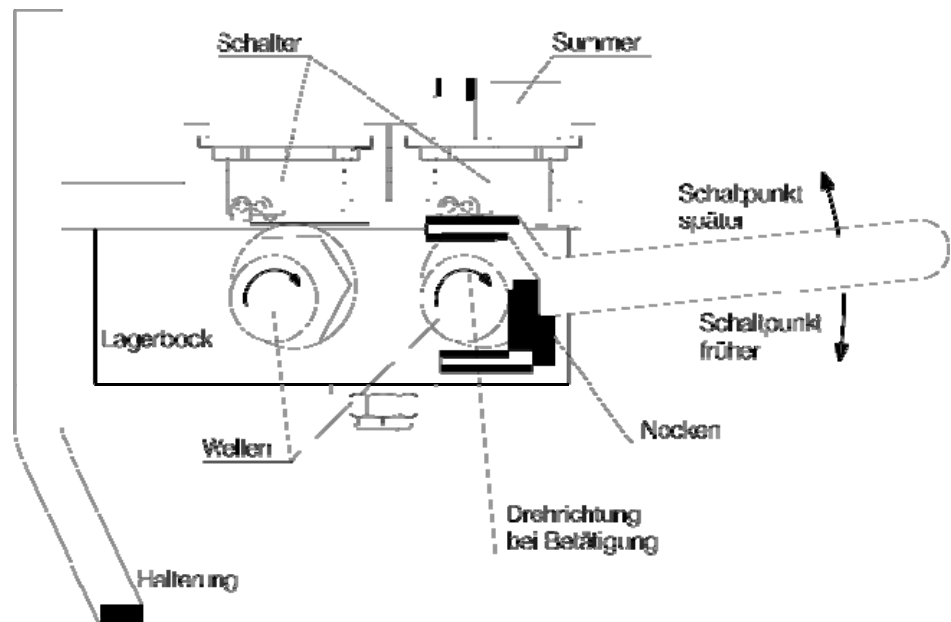 Schalter
Summer
Schaltpunkt
später
Lagerbock
Schaltpunkt
früher
Wellen
Nocken
Drehrichtung
bei Betätigung
Halterung